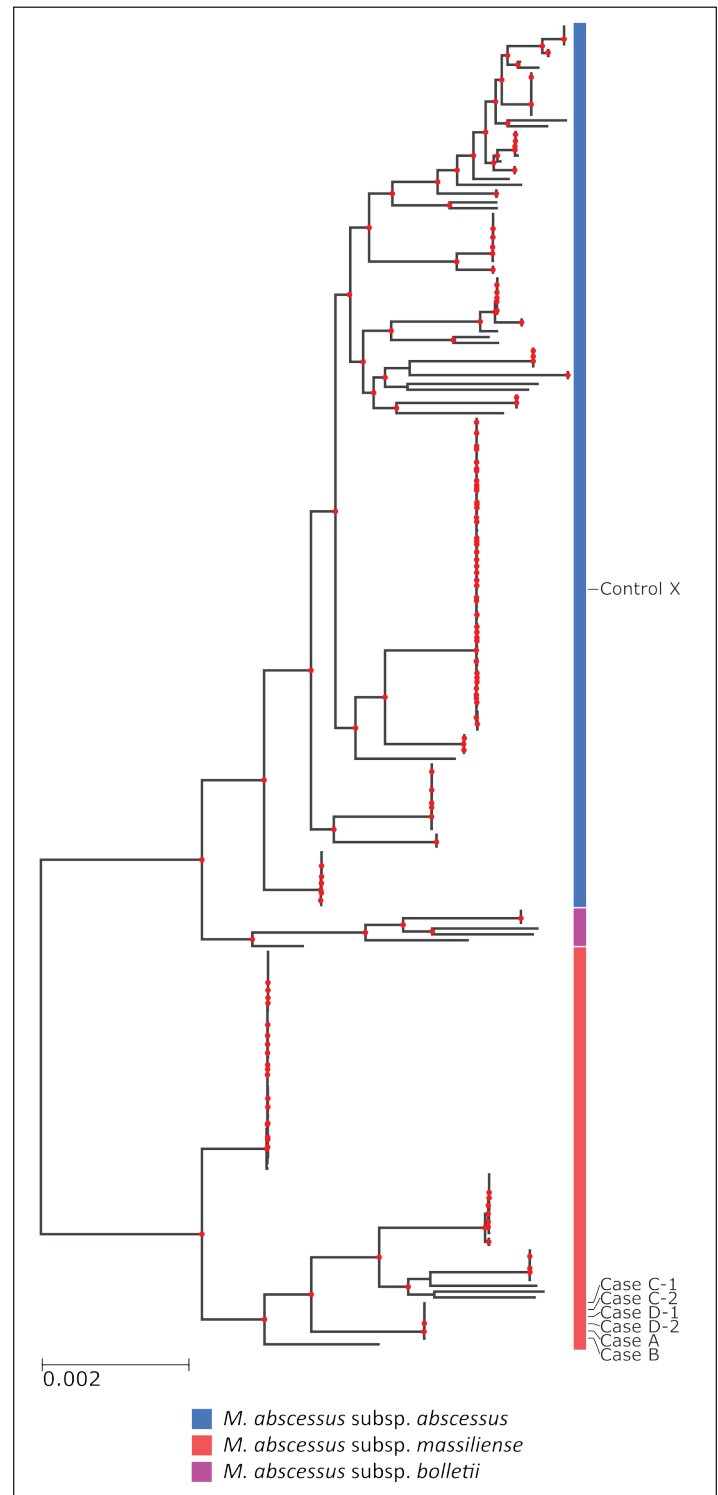 Control X
Case C-1
Case C-2
Case D-1
Case D-2
Case A
Case B
0.002
M. abscessus subsp. abscessus
M. abscessus subsp. massiliense
M. abscessus subsp. bolletii